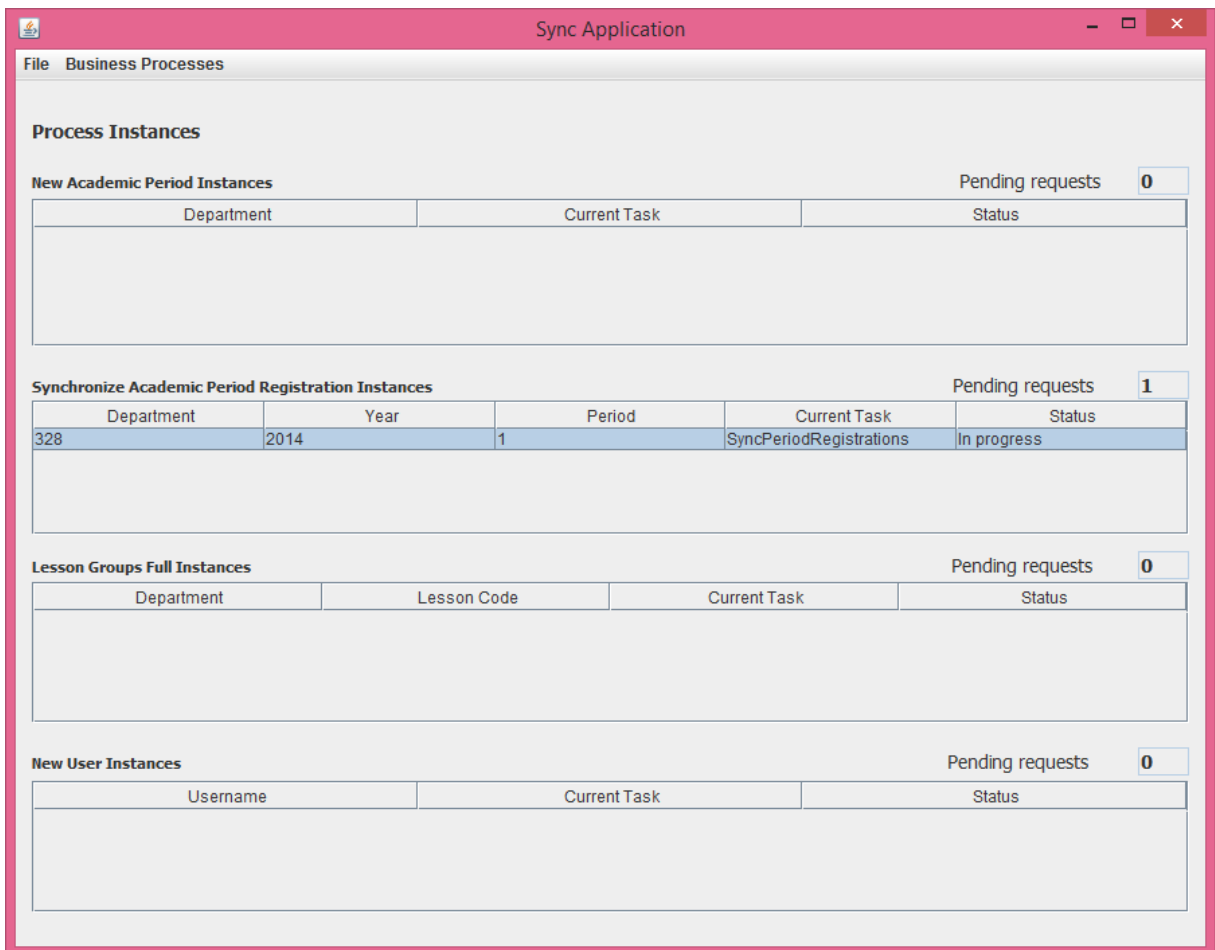 Sync Application
File Business Processes
Process Instances
New Academic Period Instances Pending requests 0
Department Current Task Status
Synchronize Academic Period Registration Instances Pending requests 1
Department Year Period Current Task Status
328 2014 1 SyncPeriodRegistrations In progress
Lesson Groups Full Instances Pending requests 0
Department Lesson Code Current Task Status
New User Instances Pending requests 0
Username Current Task Status